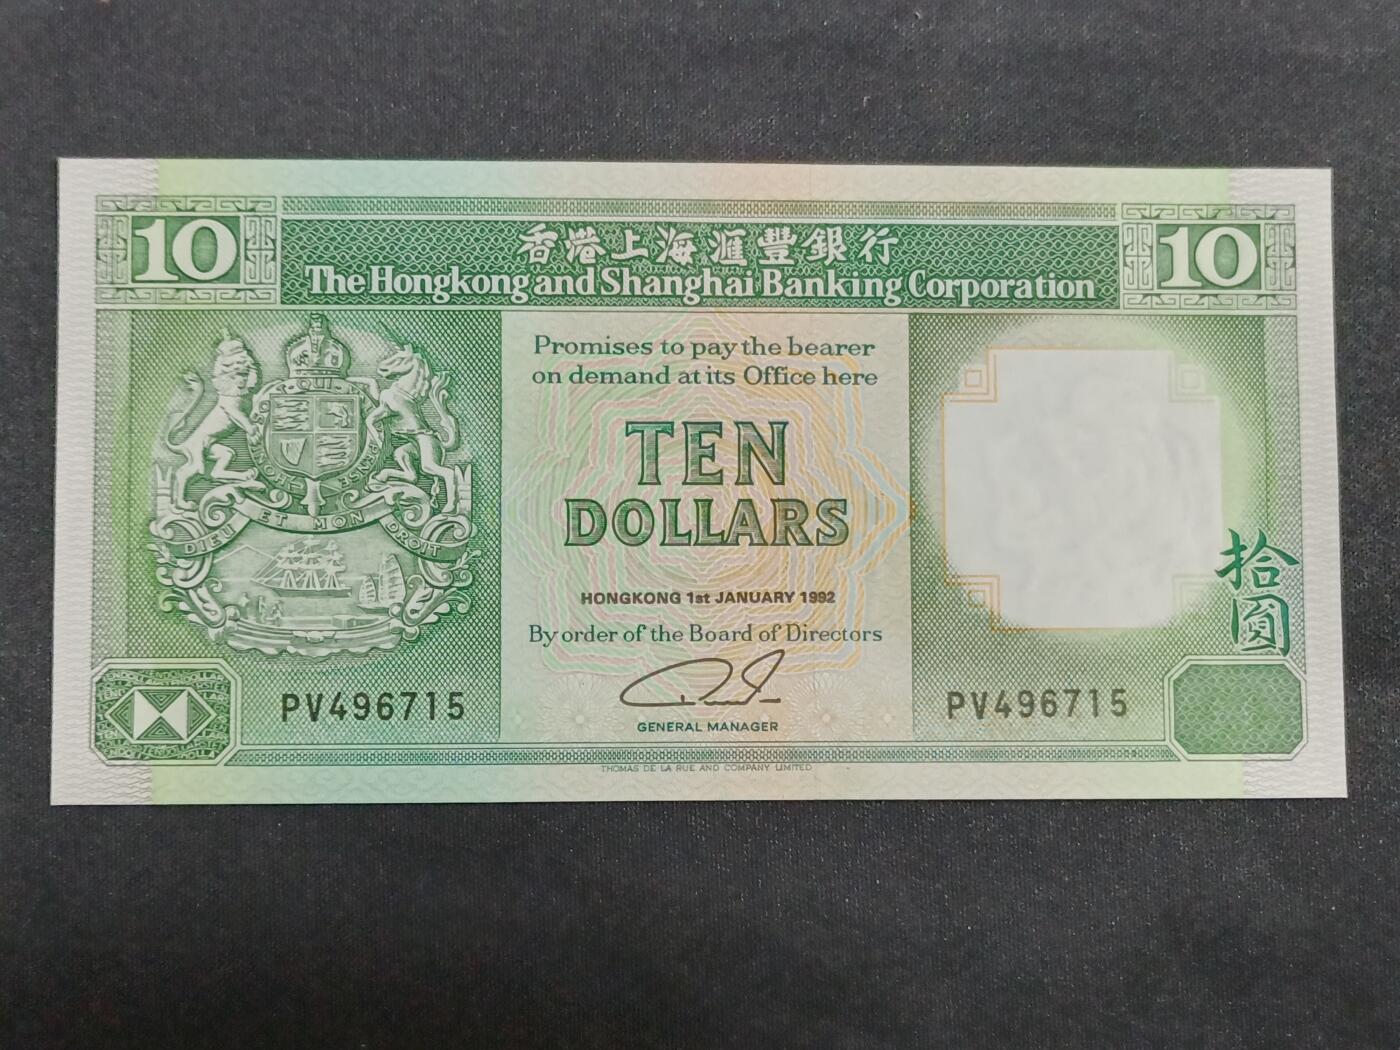 10
香港上海滙豐銀行
10
The Hongkong and Shanghai Banking Corporation
Promises to pay the bearer
on demand at its Office here
TEN
DOLLARS
QUI
DIEU ET MON DROIT
HONGKONG 1st JANUARY 1992
By order of the Board of Directors
拾
圓
PV496715
PV496715
GENERAL MANAGER
THOMAS DE LA RUE AND COMPANY LIMITED